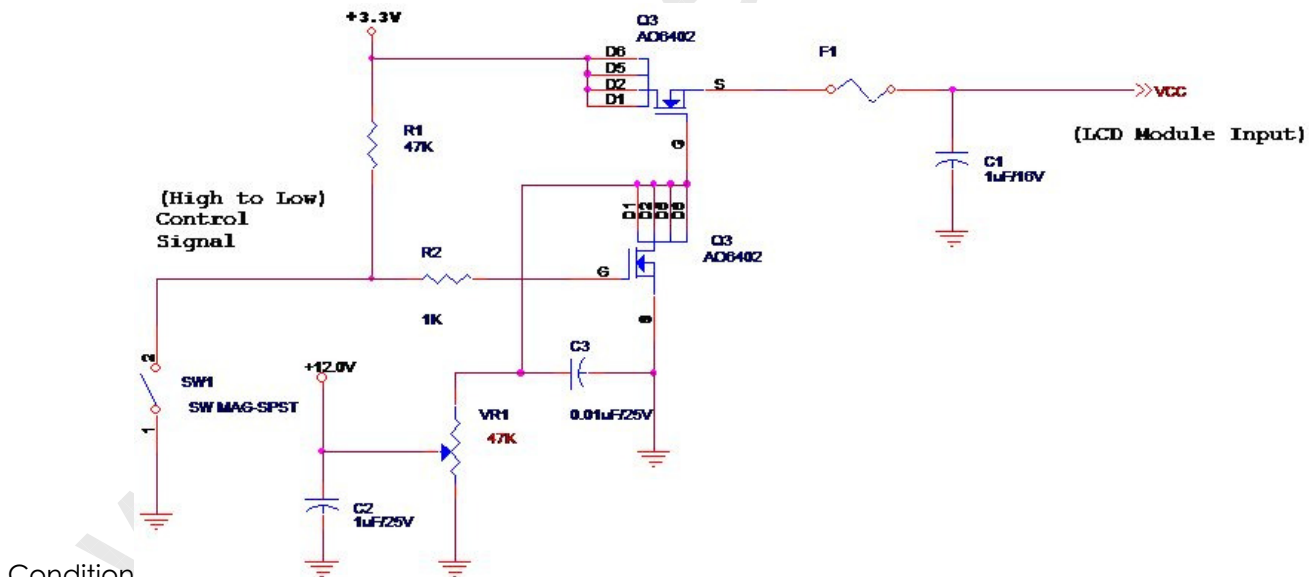 +3.3V
Q3
AO6402
D6
D5
D2
D1
S
F1
VCC
(LCD Module Input)
R1
47K
G
C1
1uF/16V
(High to Low)
Control
Signal
D1
D2
Q3
AO6402
R2
G
1K
S
2
SW1
SW MAG-SPST
1
+12.0V
C3
0.01uF/25V
VR1
47K
C2
1uF/25V
Condition